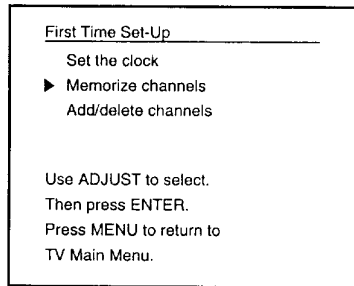 First Time Set-Up
Set the clock
Memorize channels
Add/delete channels
Use ADJUST to select.
Then press ENTER.
Press MENU to return to
TV Main Menu.